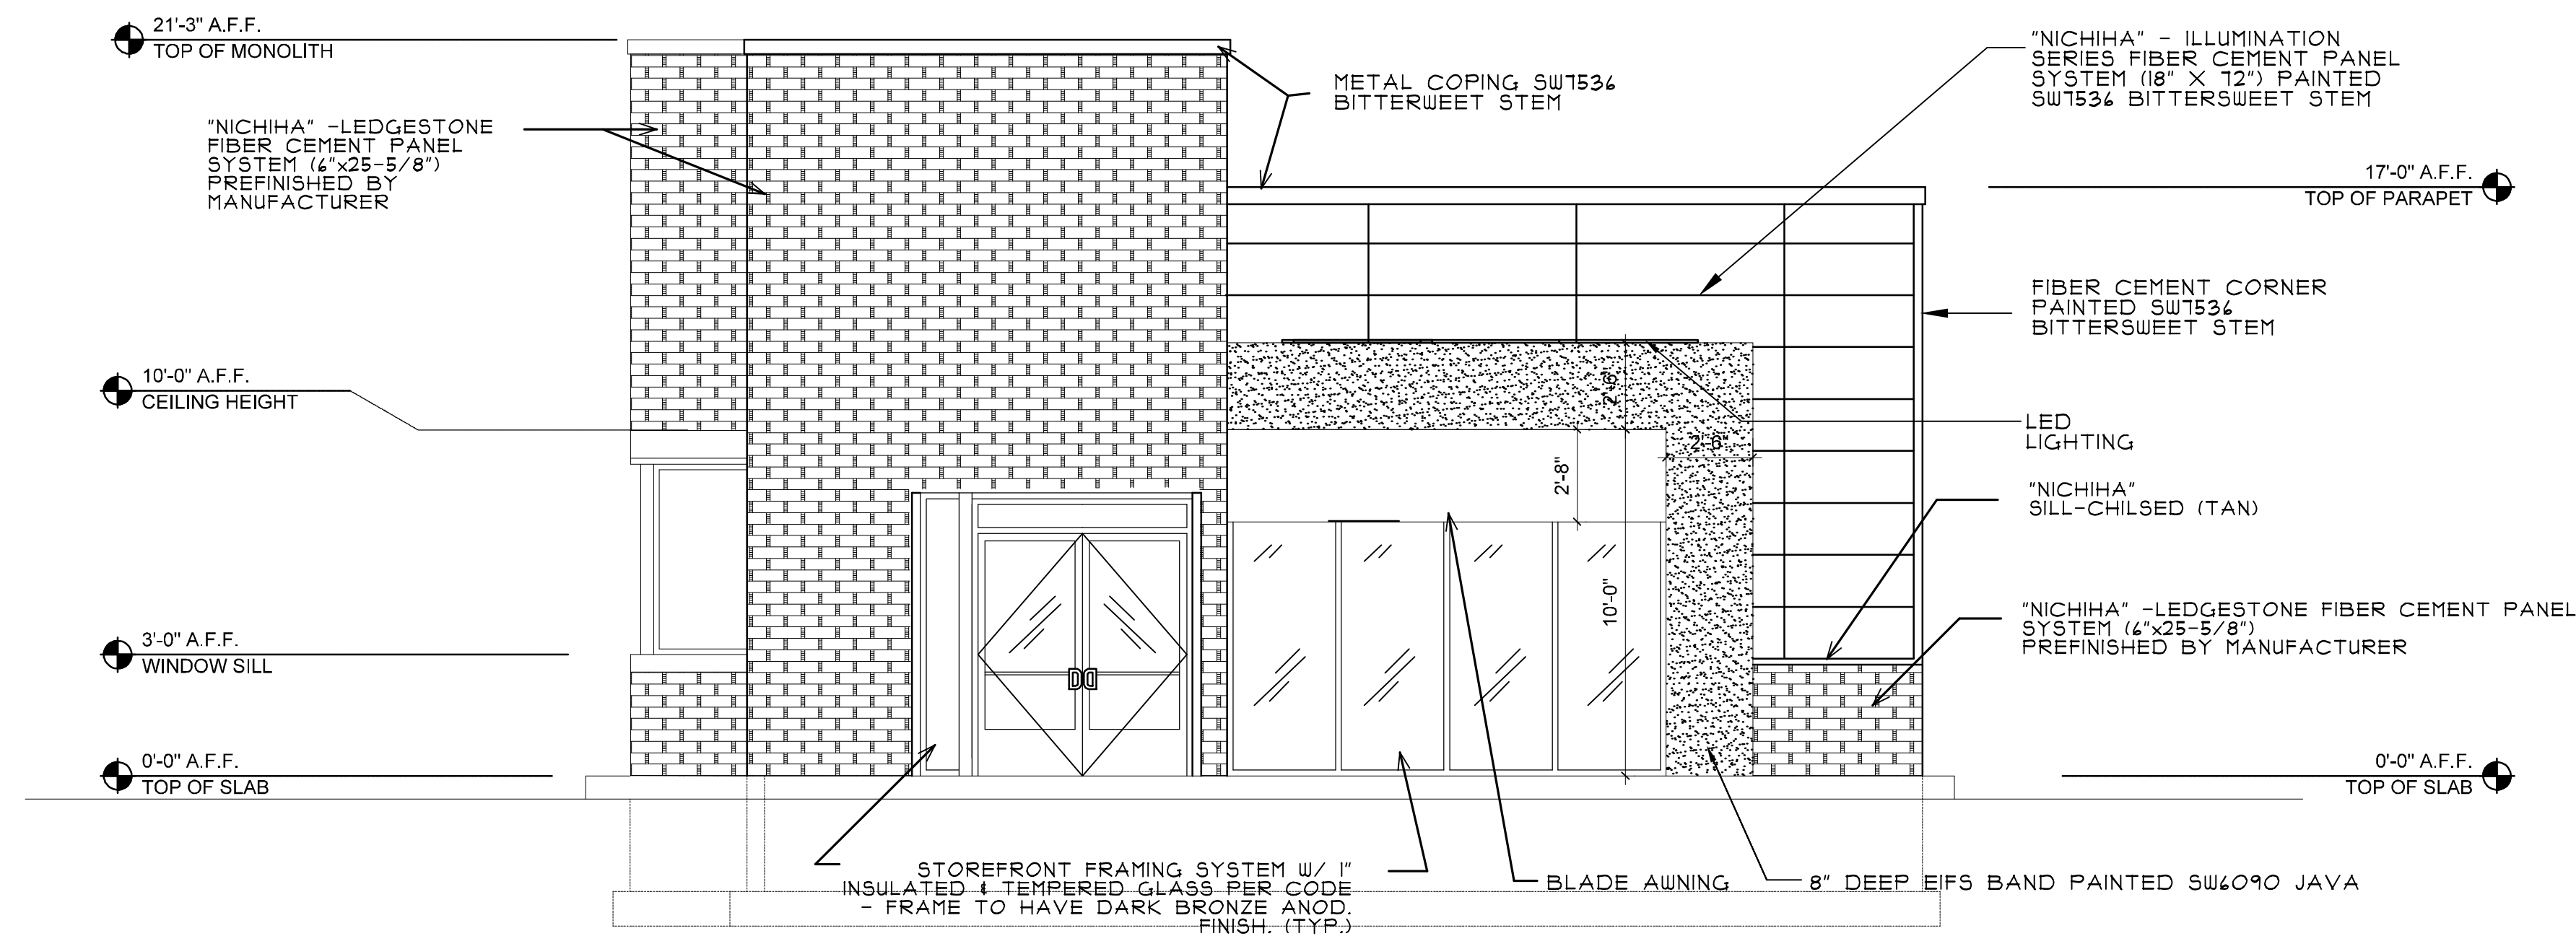 21'-3" A.F.F.
TOP OF MONOLITH
"NICHIHA" -LEDGESTONE
FIBER CEMENT PANEL
SYSTEM (6"x25-5/8")
PREFINISHED BY
MANUFACTURER
10'-0" A.F.F.
CEILING HEIGHT
3'-0" A.F.F.
WINDOW SILL
0'-0" A.F.F.
TOP OF SLAB
METAL COPING SW7536
BITTERWEET STEM
"NICHIHA" - ILLUMINATION
SERIES FIBER CEMENT PANEL
SYSTEM (18" X 72") PAINTED
SW7536 BITTERSWEET STEM
17'-0" A.F.F.
TOP OF PARAPET
FIBER CEMENT CORNER
PAINTED SW7536
BITTERSWEET STEM
2'-6"
2'-6"
2'-8"
10'-0"
LED
LIGHTING
"NICHIHA"
SILL-CHILSED (TAN)
"NICHIHA" -LEDGESTONE FIBER CEMENT PANEL
SYSTEM (6"x25-5/8")
PREFINISHED BY MANUFACTURER
0'-0" A.F.F.
TOP OF SLAB
STOREFRONT FRAMING SYSTEM W/ 1"
INSULATED & TEMPERED GLASS PER CODE
- FRAME TO HAVE DARK BRONZE ANOD.
FINISH. (TYP.)
BLADE AWNING
8" DEEP EIFS BAND PAINTED SW6090 JAVA